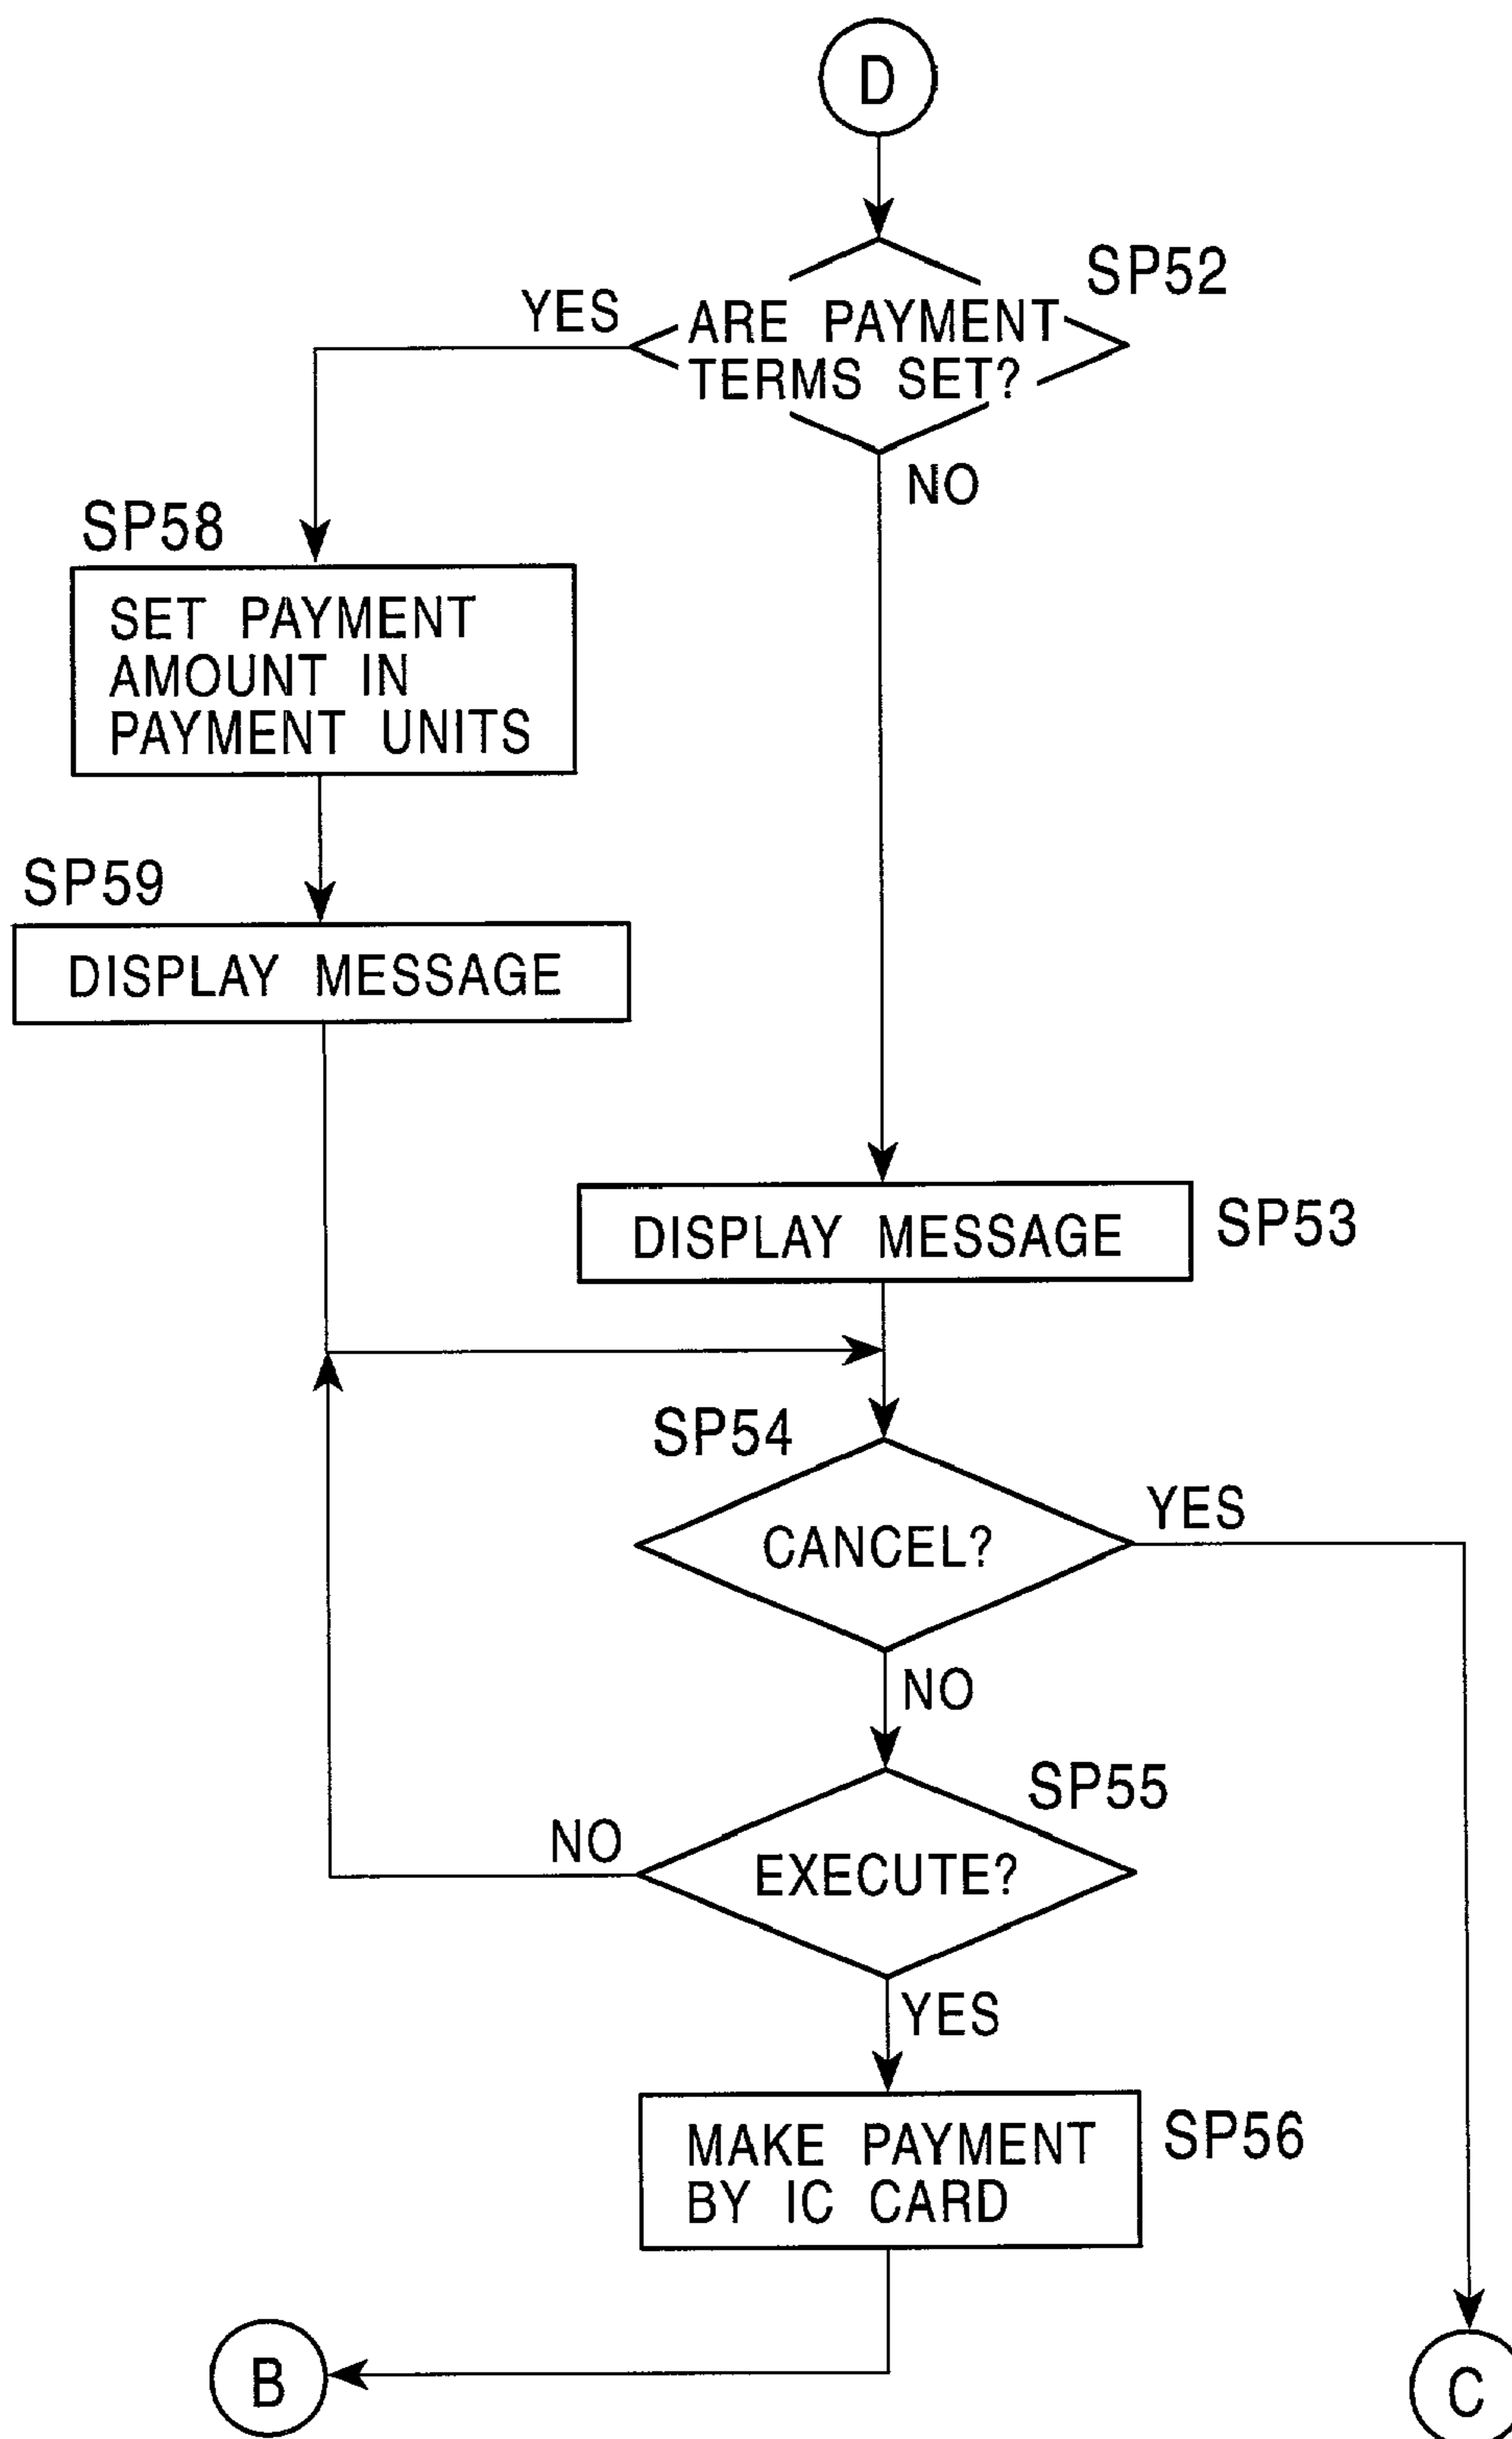 D
SP52
YES
ARE PAYMENT
TERMS SET?
NO
SP58
SET PAYMENT
AMOUNT IN
PAYMENT UNITS
SP59
DISPLAY MESSAGE
DISPLAY MESSAGE
SP53
SP54
YES
CANCEL?
NO
SP55
NO
EXECUTE?
YES
MAKE PAYMENT
BY IC CARD
SP56
B
C